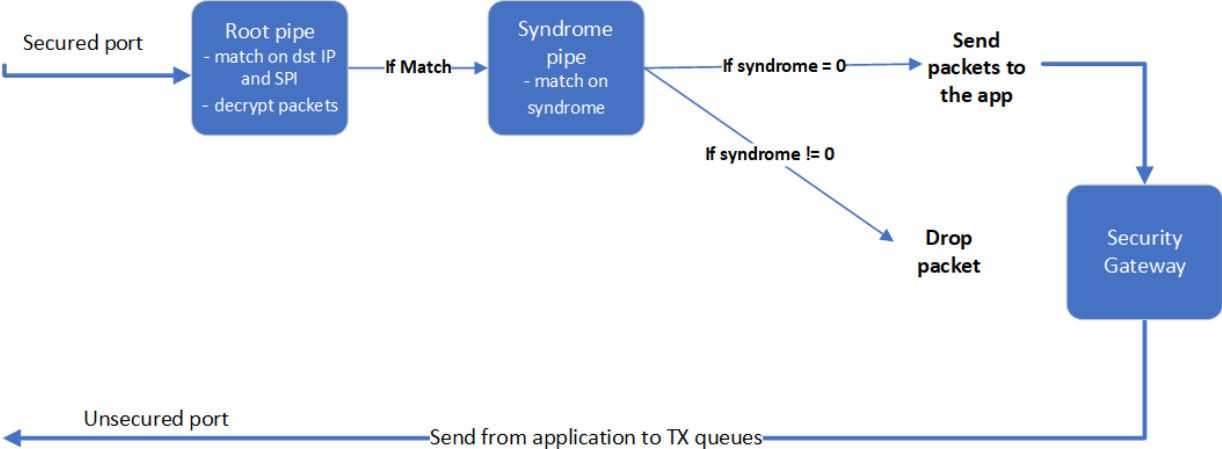 Secured port
Root pipe
- match on dst IP
and SPI
- decrypt packets
If Match
Syndrome
pipe
- match on
syndrome
If syndrome = 0
Send
packets to
the app
If syndrome != 0
Drop
packet
Security
Gateway
Unsecured port
Send from application to TX queues